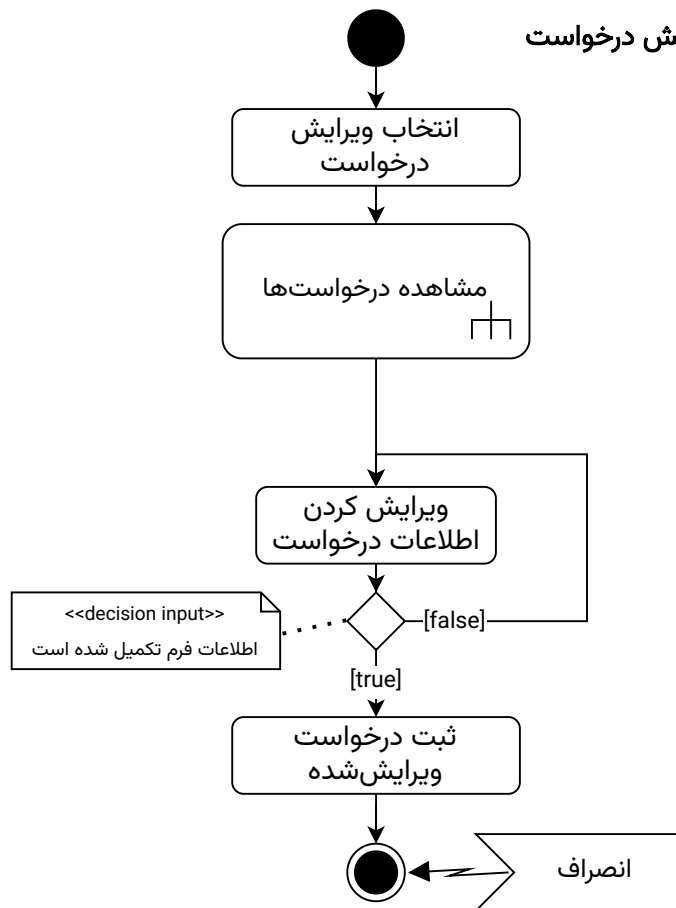 درخواست
انتخاب ویرایش
درخواست
مشاهده درخواست‌ها
ویرایش کردن
اطلاعات درخواست
<<decision input>>
اطلاعات فرم تکمیل شده است
[false]
[true]
ثبت درخواست
ویرایش‌شده
انصراف